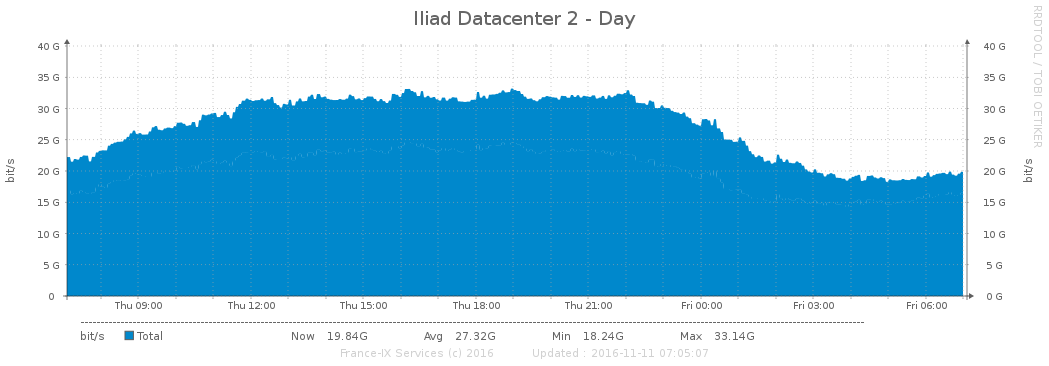 Iliad Datacenter 2 - Day
RRDTOOL / TOBI OETIKER
bit/s
40 G 40 G
35 G 35 G
30 G 30 G
25 G 25 G
20 G 20 G
15 G 15 G
10 G 10 G
5 G 5 G
0 0 G
bit/s
Thu 09:00 Thu 12:00 Thu 15:00 Thu 18:00 Thu 21:00 Fri 00:00 Fri 03:00 Fri 06:00
bit/s Total Now 19.84G Avg 27.32G Min 18.24G Max 33.14G
France-IX Services (c) 2016 Updated : 2016-11-11 07:05:07